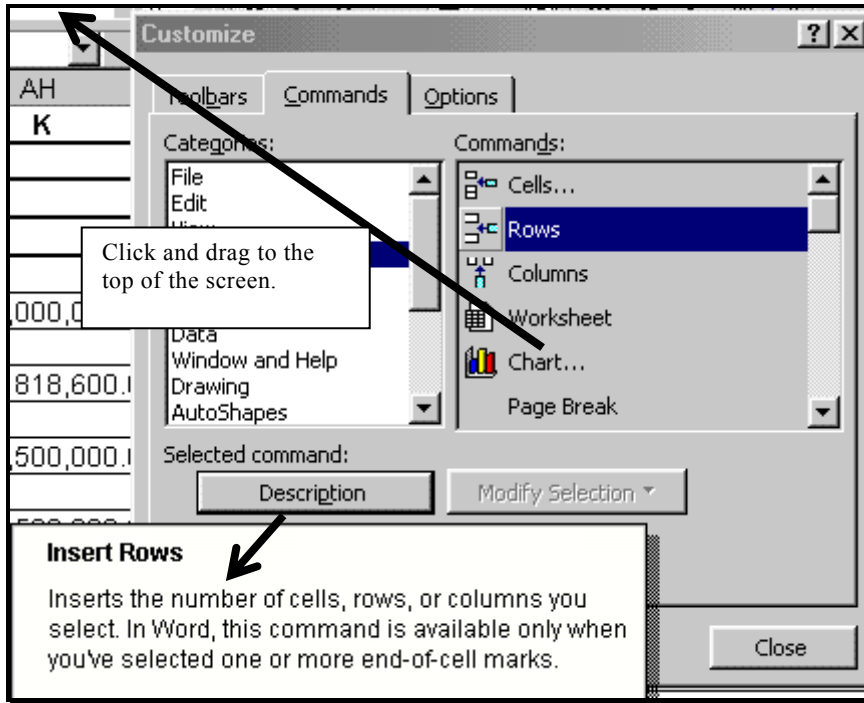 Customize
? ×
AH
K
Toolbars Commands Options
Categories:
Commands:
File
Edit
View
Data
Window and Help
Drawing
AutoShapes
Cells...
Rows
Columns
Worksheet
Chart...
Page Break
Click and drag to the
top of the screen.
,000,0
818,600.
,500,000.
Selected command:
Description
Modify Selection
Insert Rows
Inserts the number of cells, rows, or columns you
select. In Word, this command is available only when
you've selected one or more end-of-cell marks.
Close